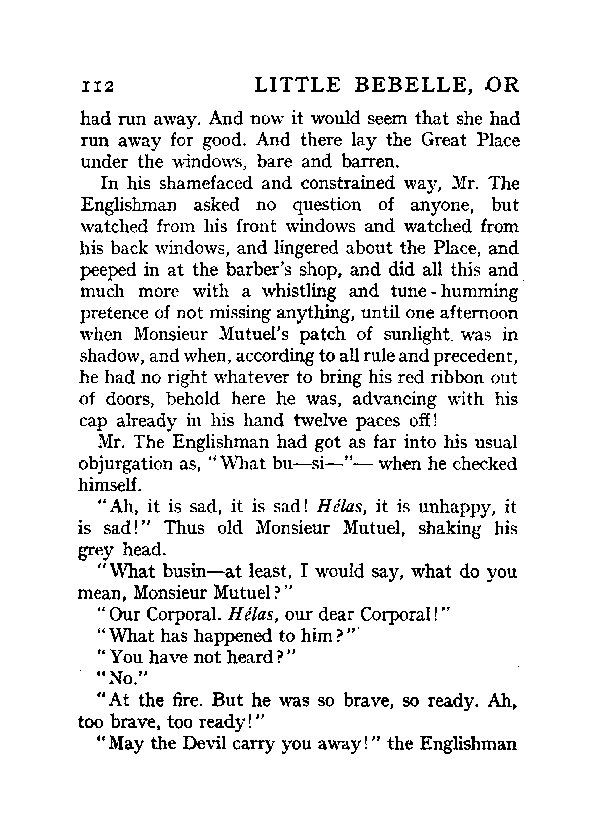 112 LITTLE BEBELLE, OR
had run away. And now it would seem that she had
run away for good. And there lay the Great Place
under the windows, bare and barren.
In his shamefaced and constrained way, Mr. The
Englishman asked no question of anyone, but
watched from his front windows and watched from
his back windows, and lingered about the Place, and
peeped in at the barber's shop, and did all this and
much more with a whistling and tune-humming
pretence of not missing anything, until one afternoon
when Monsieur Mutuel's patch of sunlight was in
shadow, and when, according to all rule and precedent,
he had no right whatever to bring his red ribbon out
of doors, behold here he was, advancing with his
cap already in his hand twelve paces off!
Mr. The Englishman had got as far into his usual
objurgation as, "What bu—si—"— when he checked
himself.
"Ah, it is sad, it is sad! Hélas, it is unhappy, it
is sad!" Thus old Monsieur Mutuel, shaking his
grey head.
"What busin—at least, I would say, what do you
mean, Monsieur Mutuel?"
"Our Corporal. Hélas, our dear Corporal!"
"What has happened to him?"
"You have not heard?"
"No."
"At the fire. But he was so brave, so ready. Ah,
too brave, too ready!"
"May the Devil carry you away!" the Englishman